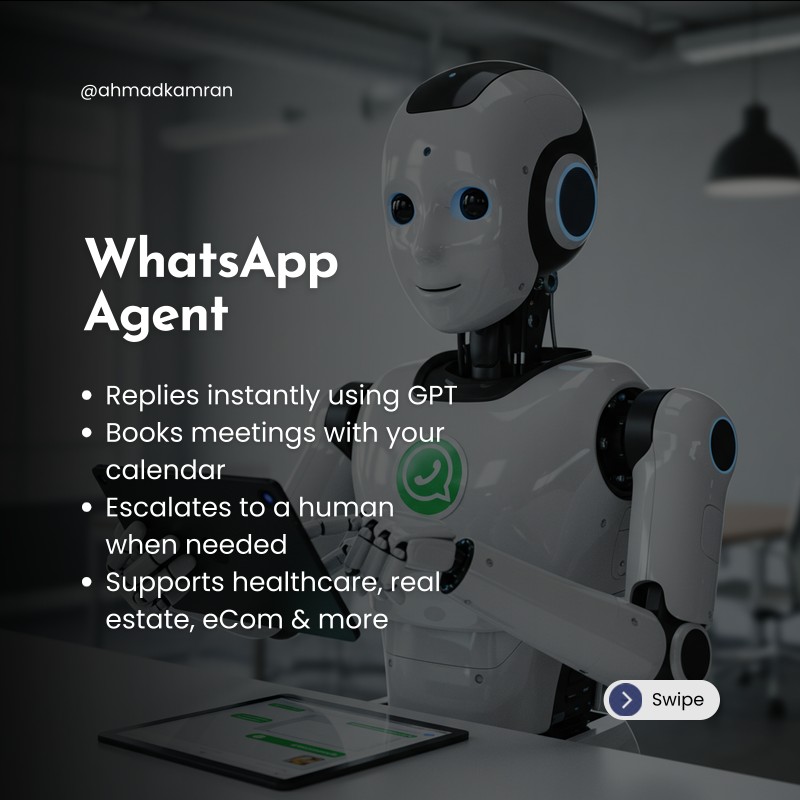 @ahmadkamran
WhatsApp
Agent
• Replies instantly using GPT
• Books meetings with your
calendar
• Escalates to a human
when needed
• Supports healthcare, real
estate, eCom & more
Swipe